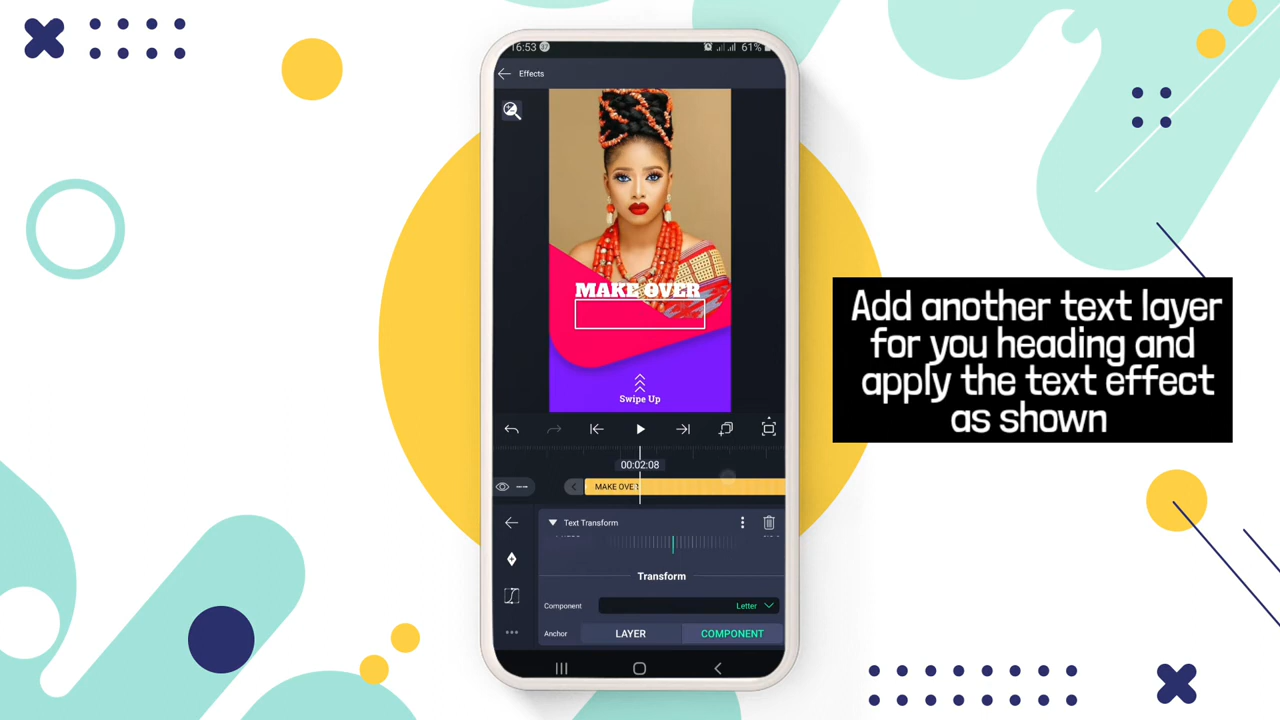 16:53
61%
Effects
MAKE OVER
Swipe Up
Add another text layer
for you heading and
apply the text effect
as shown
00:02:08
MAKE OVE
Text Transform
Transform
Component
Letter
Anchor
LAYER
COMPONENT